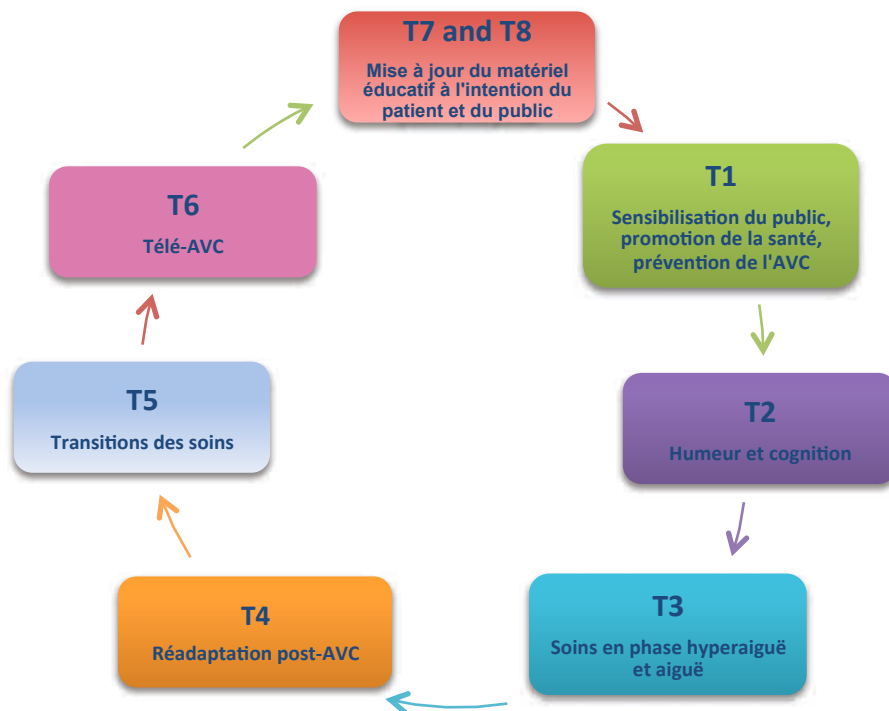 T7 and T8
Mise à jour du matériel
éducatif à l'intention du
patient et du public
T1
Sensibilisation du public,
promotion de la santé,
prévention de l'AVC
T2
Humeur et cognition
T3
Soins en phase hyperaiguë
et aiguë
T4
Réadaptation post-AVC
T5
Transitions des soins
T6
Télé-AVC